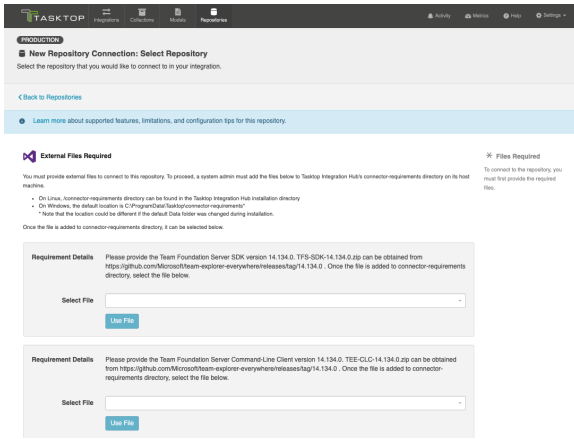 TASKTOP
Integrations
Collections
Models
Repositories
Activity
Metrics
Help
Settings
PRODUCTION
New Repository Connection: Select Repository
Select the repository that you would like to connect to in your integration.
Back to Repositories
Learn more about supported features, limitations, and configuration tips for this repository.
External Files Required
You must provide external files to connect to this repository. To proceed, a system admin must add the files below to Tasktop Integration Hub's connector-requirements directory on its host
machine.
On Linux, /connector-requirements directory can be found in the Tasktop Integration Hub installation directory
On Windows, the default location is C:\ProgramData\Tasktop\connector-requirements*
* Note that the location could be different if the default Data folder was changed during installation.
Once the file is added to connector-requirements directory, it can be selected below.
Files Required
To connect to the repository, you
must first provide the required
files.
Requirement Details
Please provide the Team Foundation Server SDK version 14.134.0. TFS-SDK-14.134.0.zip can be obtained from
https://github.com/Microsoft/team-explorer-everywhere/releases/tag/14.134.0 . Once the file is added to connector-requirements
directory, select the file below.
Select File
Use File
Requirement Details
Please provide the Team Foundation Server Command-Line Client version 14.134.0. TEE-CLC-14.134.0.zip can be obtained
from https://github.com/Microsoft/team-explorer-everywhere/releases/tag/14.134.0 . Once the file is added to connector-
requirements directory, select the file below.
Select File
Use File